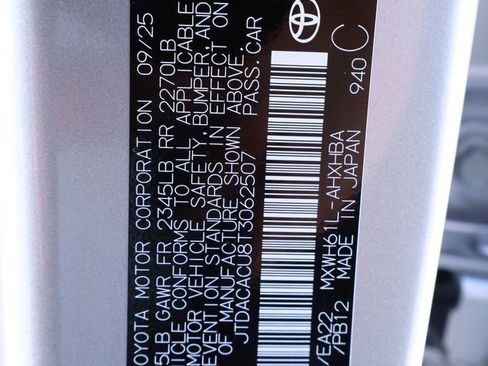 OYOTA MOTOR CORPORATION 09/25
5LB GAWR FR 2345LB RR 2270LB
ICLE CONFORMS TO ALL APPLICABLE
MOTOR VEHICLE SAFETY, BUMPER, AND
EVENTION STANDARDS IN EFFECT ON
OF MANUFACTURE SHOWN ABOVE.
JTDACACU8T3062507 PASS.CAR
/EA22 MXWH61L-AHXHBA 940 C
/PB12 MADE IN JAPAN